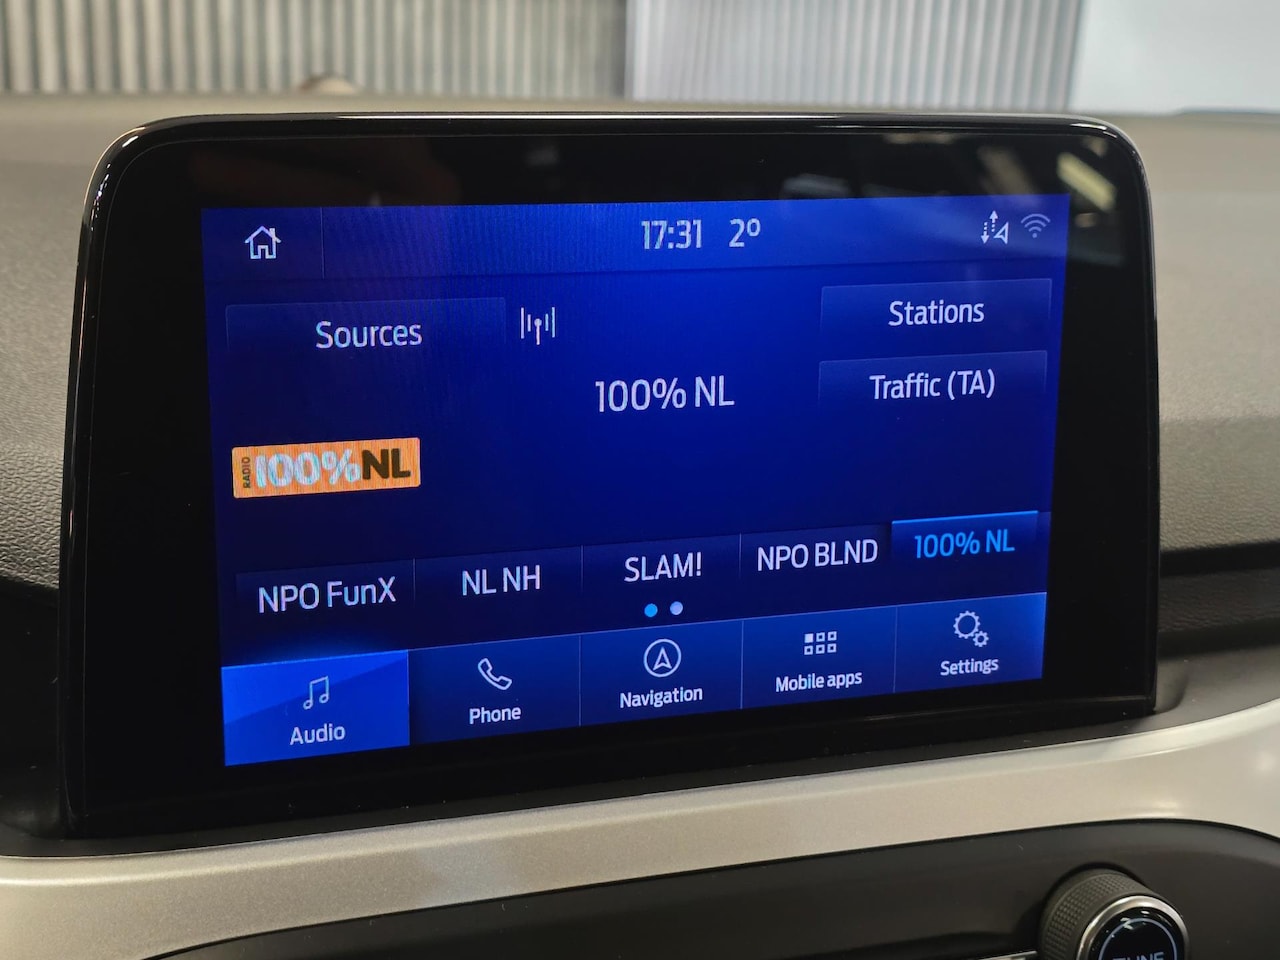 17:31 2°
Sources
Stations
100% NL
Traffic (TA)
RADIO 100%NL
NPO FunX NL NH SLAM! NPO BLND 100% NL
Audio Phone Navigation Mobile apps Settings